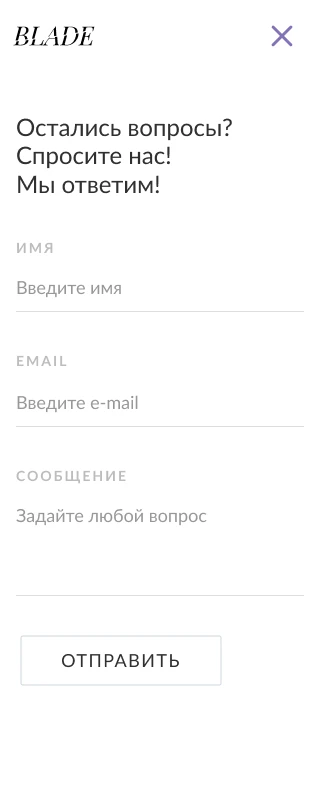 BLADE
Остались вопросы?
Спросите нас!
Мы ответим!
ИМЯ
Введите имя
EMAIL
Введите e-mail
СООБЩЕНИЕ
Задайте любой вопрос
ОТПРАВИТЬ